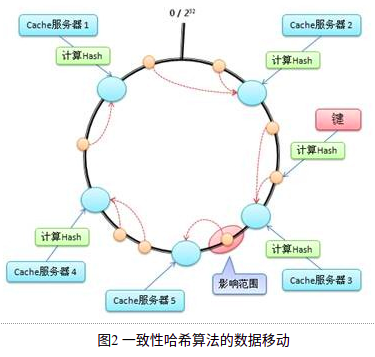 0 / 2³²
Cache服务器 1
Cache服务器 2
计算Hash
计算Hash
键
计算Hash
计算Hash
计算Hash
Cache服务器 4
影响范围
Cache服务器 3
Cache服务器 5
图2 一致性哈希算法的数据移动